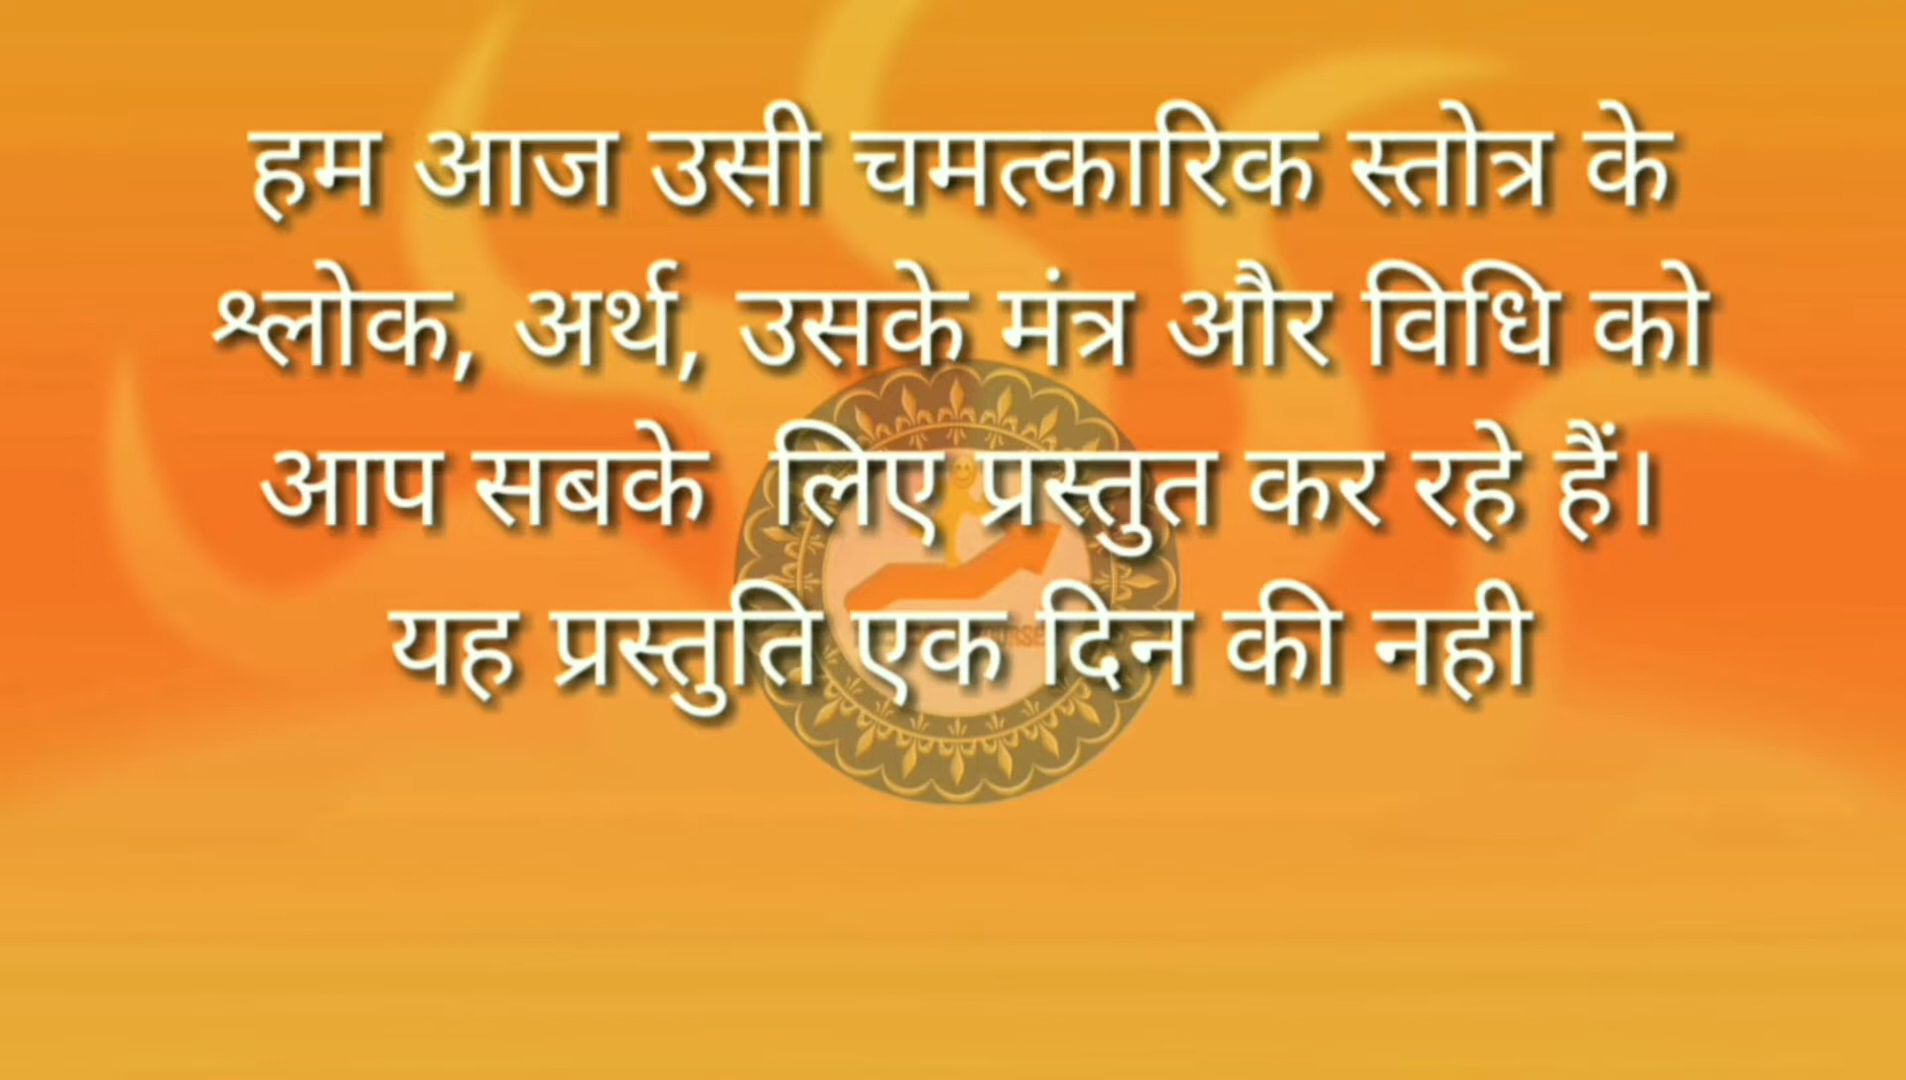 हम आज उसी चमत्कारिक स्तोत्र के
श्लोक, अर्थ, उसके मंत्र और विधि को
आप सबके  लिए प्रस्तुत कर रहे हैं।
यह प्रस्तुति एक दिन की नही